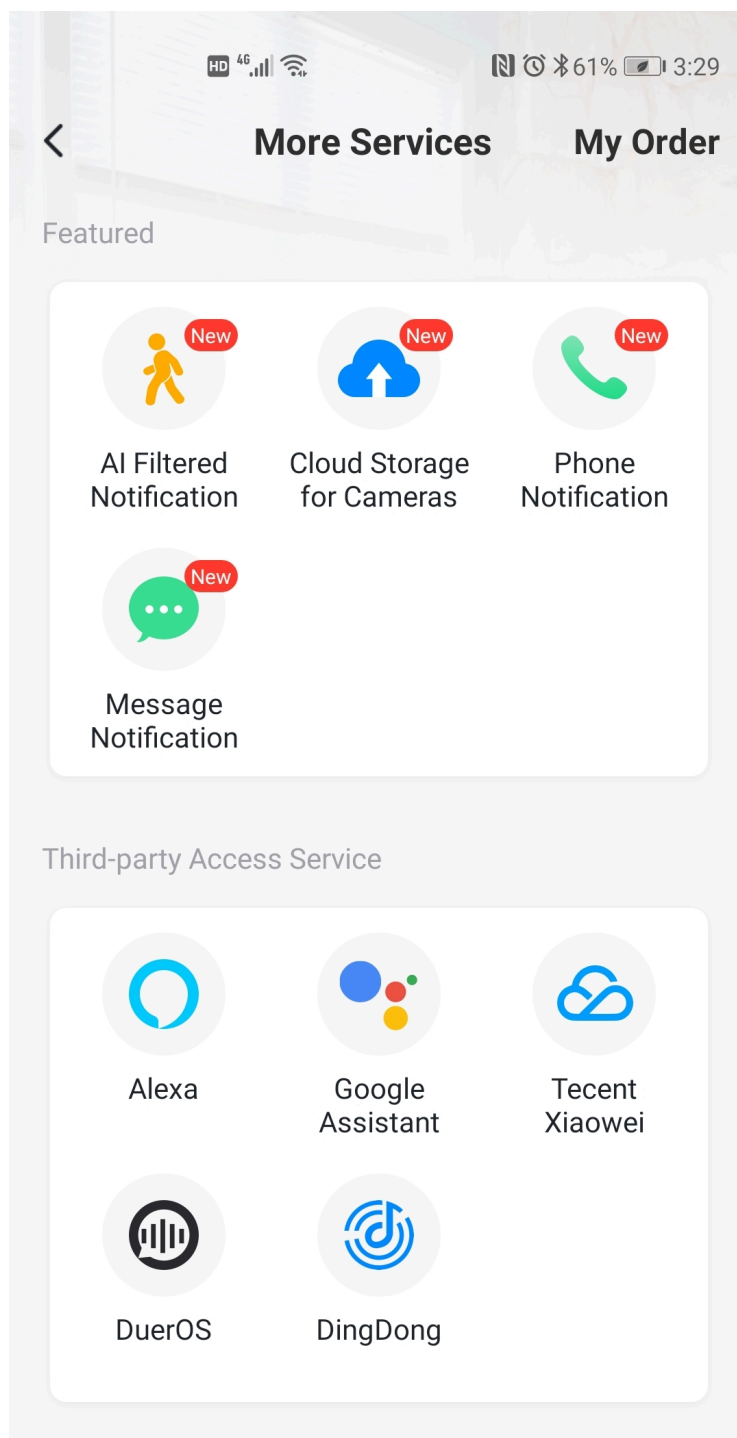 HD 4G 61% 3:29
More Services My Order
Featured
New New New
AI Filtered Cloud Storage Phone
Notification for Cameras Notification
New
Message
Notification
Third-party Access Service
Alexa Google Tecent
Assistant Xiaowei
DuerOS DingDong